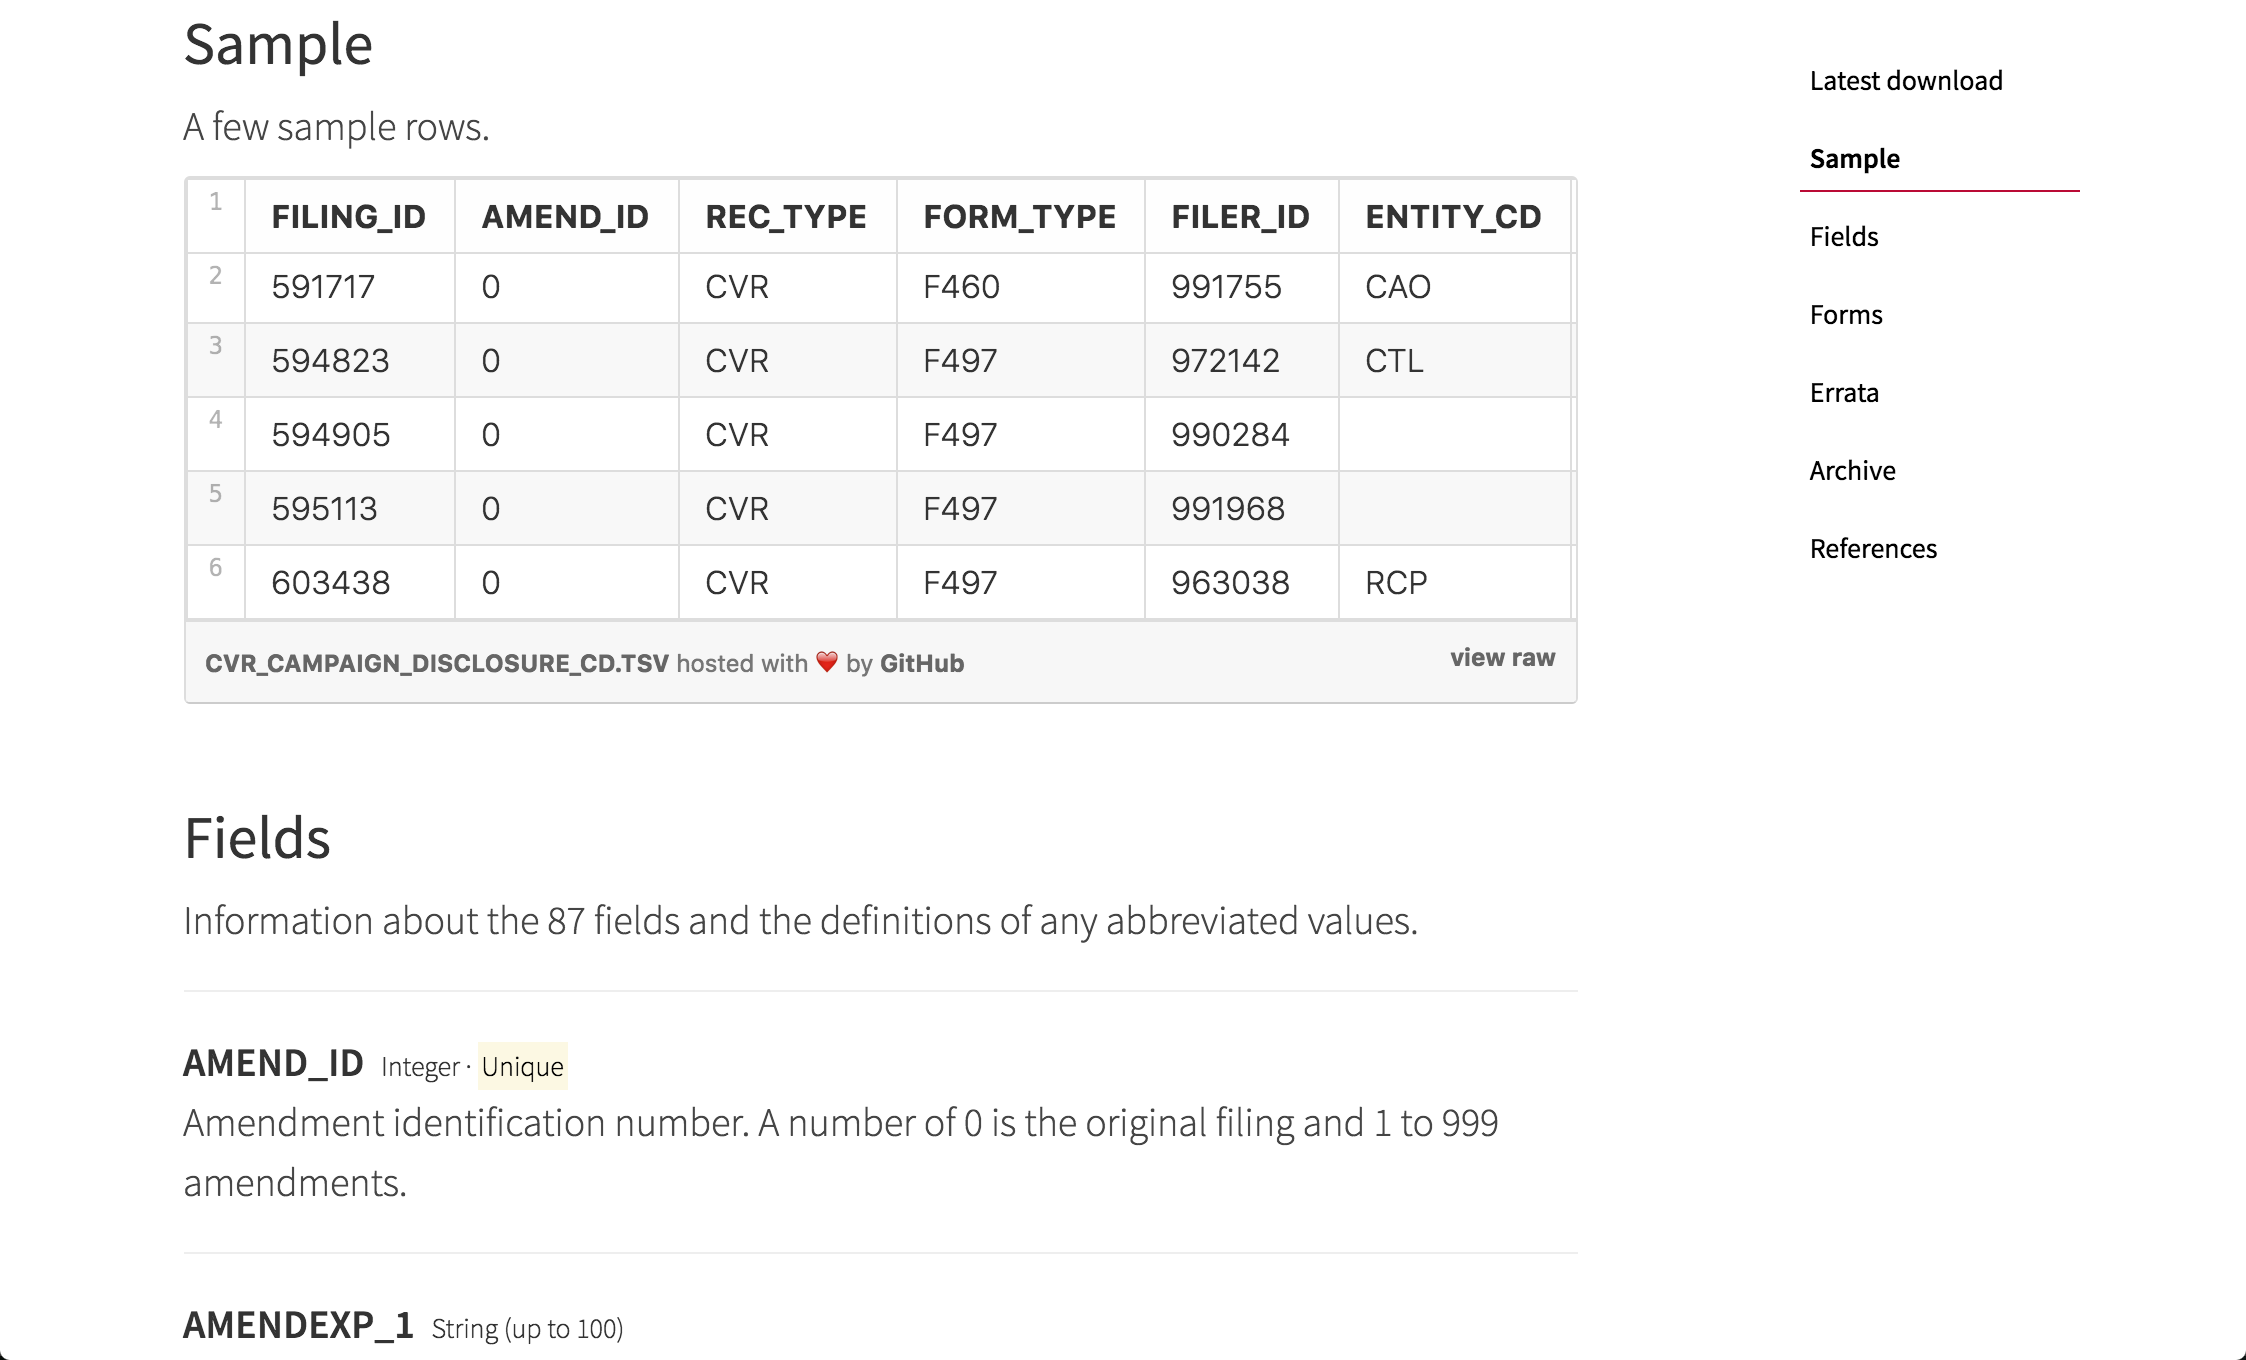 Sample
A few sample rows.
1 FILING_ID AMEND_ID REC_TYPE FORM_TYPE FILER_ID ENTITY_CD
2 591717 0 CVR F460 991755 CAO
3 594823 0 CVR F497 972142 CTL
4 594905 0 CVR F497 990284
5 595113 0 CVR F497 991968
6 603438 0 CVR F497 963038 RCP
CVR_CAMPAIGN_DISCLOSURE_CD.TSV hosted with ❤ by GitHub view raw
Fields
Information about the 87 fields and the definitions of any abbreviated values.
AMEND_ID Integer · Unique
Amendment identification number. A number of 0 is the original filing and 1 to 999
amendments.
AMENDEXP_1 String (up to 100)
Latest download
Sample
Fields
Forms
Errata
Archive
References